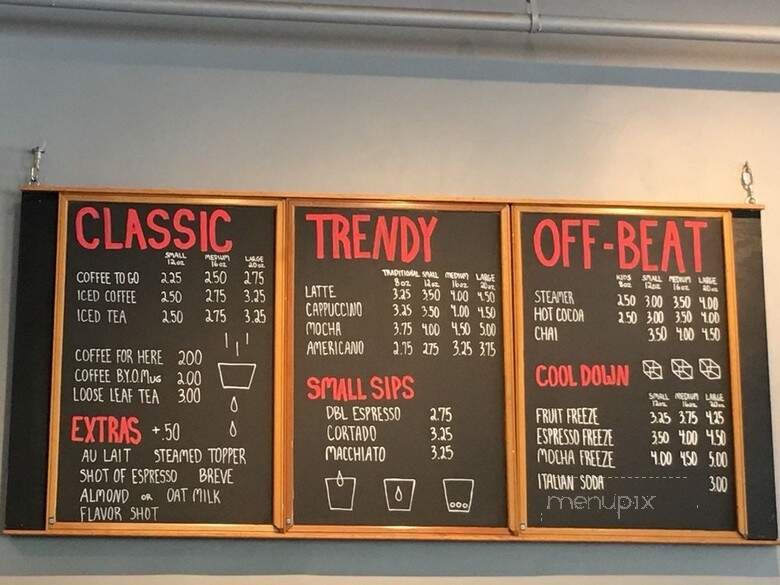 CLASSIC
SMALL MEDIUM LARGE
12oz 16oz 20oz
COFFEE TO GO 2.25 2.50 2.75
ICED COFFEE 2.50 2.75 3.25
ICED TEA 2.50 2.75 3.25
COFFEE FOR HERE 2.00
COFFEE B.Y.O.MUG 2.00
LOOSE LEAF TEA 3.00
EXTRAS +.50
AU LAIT STEAMED TOPPER
SHOT OF ESPRESSO BREVE
ALMOND OR OAT MILK
FLAVOR SHOT
TRENDY
TRADITIONAL SMALL MEDIUM LARGE
8oz 12oz 16oz 20oz
LATTE 3.25 3.50 4.00 4.50
CAPPUCCINO 3.25 3.50 4.00 4.50
MOCHA 3.75 4.00 4.50 5.00
AMERICANO 2.75 2.75 3.25 3.75
SMALL SIPS
DBL ESPRESSO 2.75
CORTADO 3.25
MACCHIATO 3.25
OFF-BEAT
KIDS SMALL MEDIUM LARGE
8oz 12oz 16oz 20oz
STEAMER 2.50 3.00 3.50 4.00
HOT COCOA 2.50 3.00 3.50 4.00
CHAI 3.50 4.00 4.50
COOL DOWN
SMALL MEDIUM LARGE
12oz 16oz 20oz
FRUIT FREEZE 3.25 3.75 4.25
ESPRESSO FREEZE 3.50 4.00 4.50
MOCHA FREEZE 4.00 4.50 5.00
ITALIAN SODA 3.00
menupix